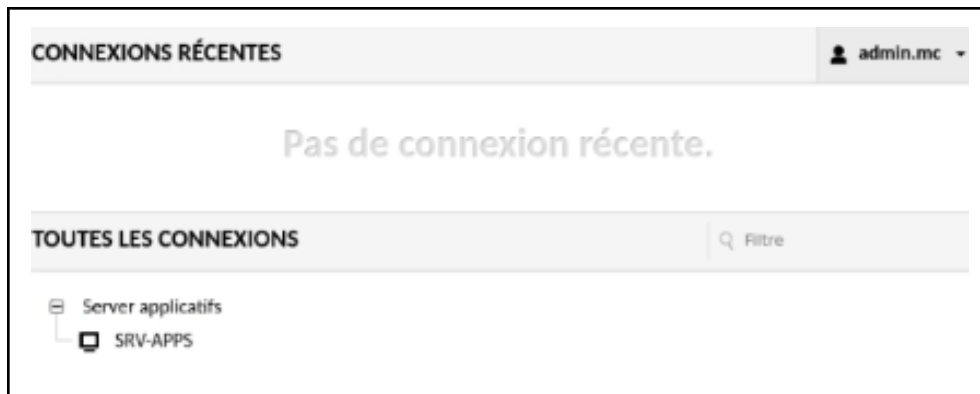 CONNEXIONS RÉCENTES
admin.mc
Pas de connexion récente.
TOUTES LES CONNEXIONS
Filtre
Server applicatifs
SRV-APPS